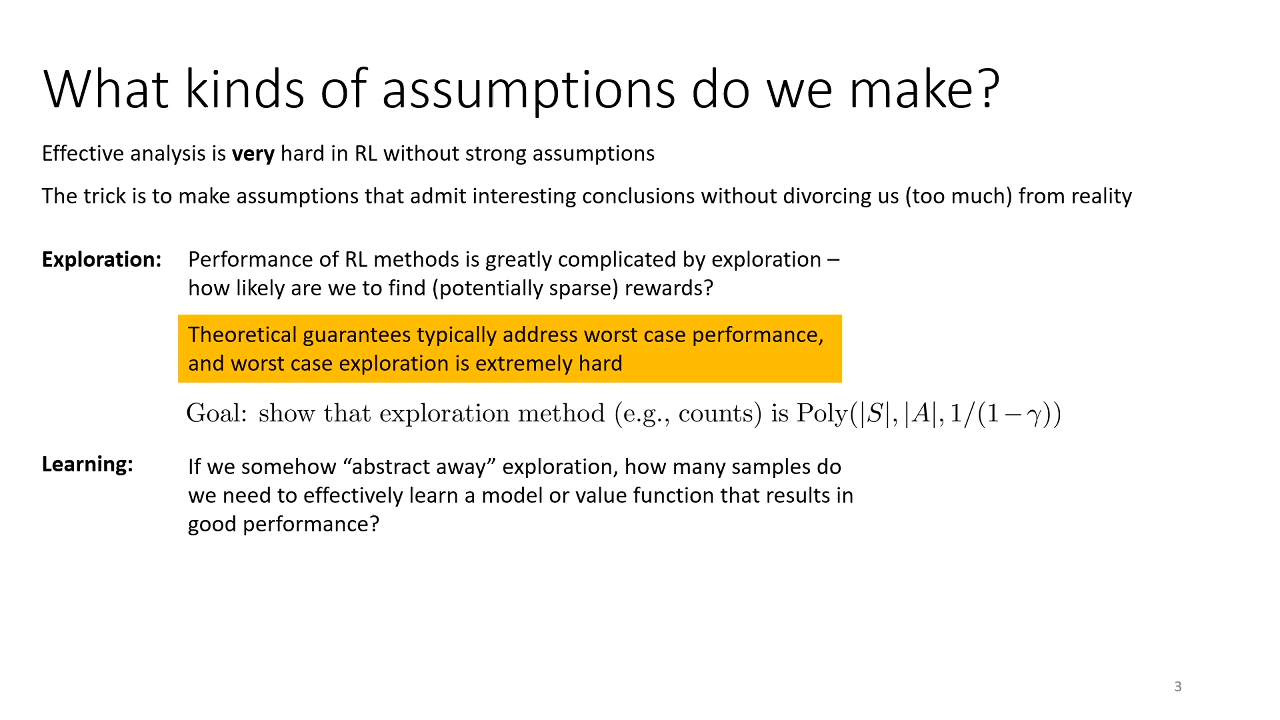 What kinds of assumptions do we make?
Effective analysis is very hard in RL without strong assumptions
The trick is to make assumptions that admit interesting conclusions without divorcing us (too much) from reality
Exploration:
Performance of RL methods is greatly complicated by exploration –
how likely are we to find (potentially sparse) rewards?
Theoretical guarantees typically address worst case performance,
and worst case exploration is extremely hard
Goal: show that exploration method (e.g., counts) is Poly(|S|, |A|, 1/(1 − γ))
Learning:
If we somehow “abstract away” exploration, how many samples do
we need to effectively learn a model or value function that results in
good performance?
3